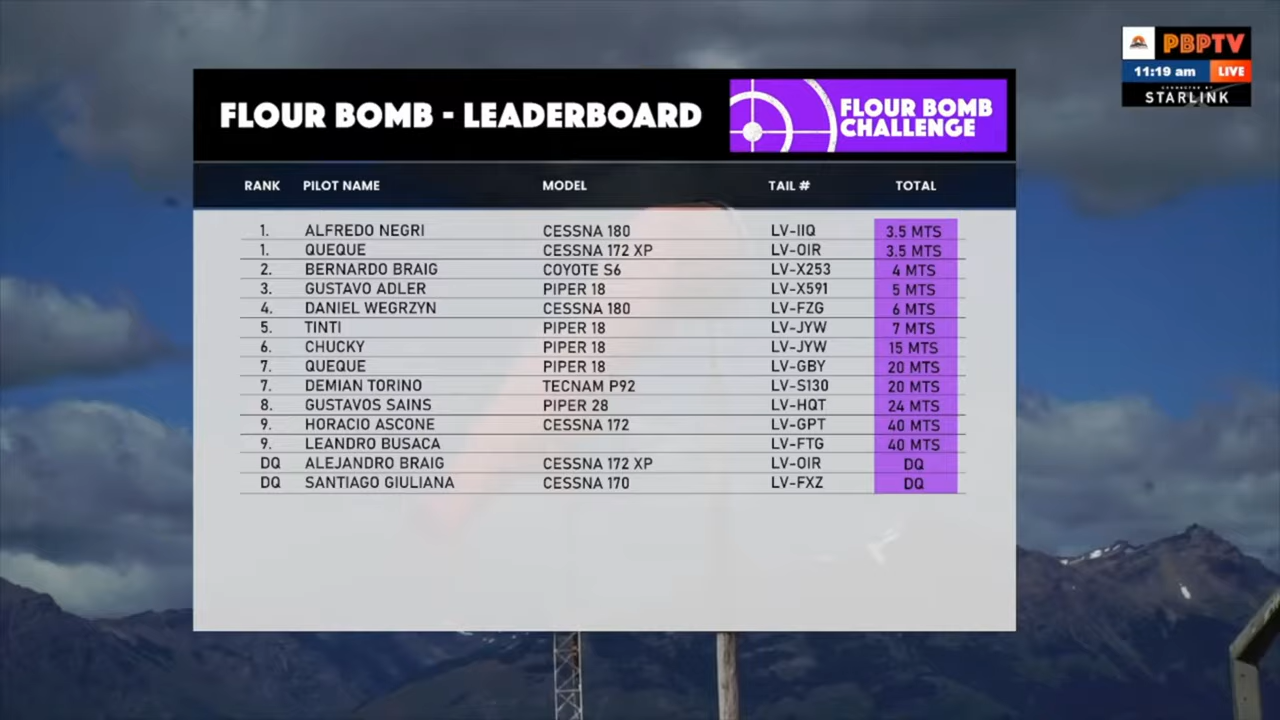 PBPTV
11:19 am LIVE
STARLINK
FLOUR BOMB - LEADERBOARD
FLOUR BOMB
CHALLENGE
RANK PILOT NAME MODEL TAIL # TOTAL
1. ALFREDO NEGRI CESSNA 180 LV-IIQ 3.5 MTS
1. QUEQUE CESSNA 172 XP LV-OIR 3.5 MTS
2. BERNARDO BRAIG COYOTE S6 LV-X253 4 MTS
3. GUSTAVO ADLER PIPER 18 LV-X591 5 MTS
4. DANIEL WEGRZYN CESSNA 180 LV-FZG 6 MTS
5. TINTI PIPER 18 LV-JYW 7 MTS
6. CHUCKY PIPER 18 LV-JYW 15 MTS
7. QUEQUE PIPER 18 LV-GBY 20 MTS
7. DEMIAN TORINO TECNAM P92 LV-S130 20 MTS
8. GUSTAVOS SAINS PIPER 28 LV-HQT 24 MTS
9. HORACIO ASCONE CESSNA 172 LV-GPT 40 MTS
9. LEANDRO BUSACA LV-FTG 40 MTS
DQ ALEJANDRO BRAIG CESSNA 172 XP LV-OIR DQ
DQ SANTIAGO GIULIANA CESSNA 170 LV-FXZ DQ